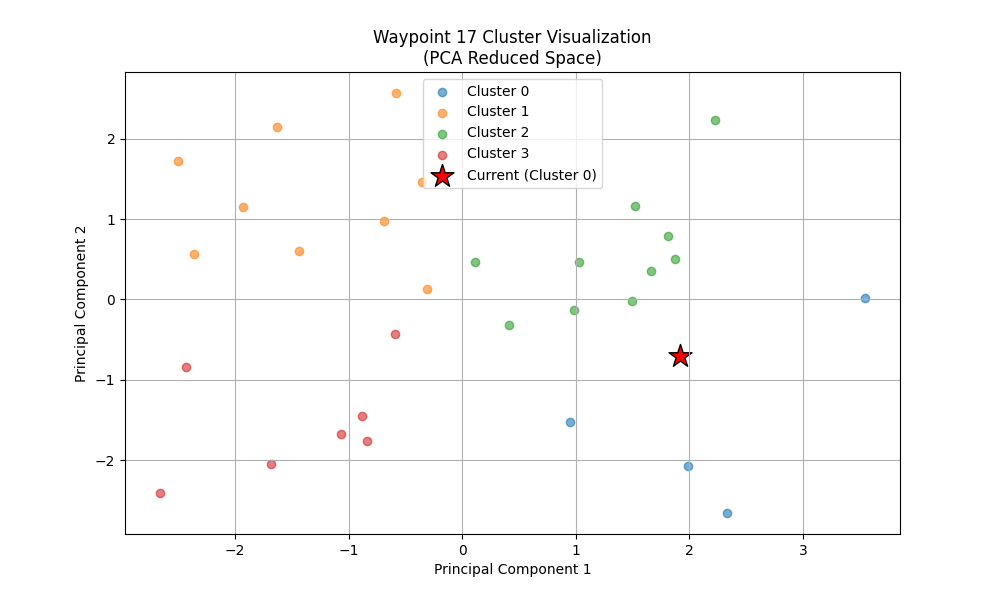 Waypoint 17 Cluster Visualization
(PCA Reduced Space)
Cluster 0
Cluster 1
Cluster 2
Cluster 3
Current (Cluster 0)
2
1
0
−1
−2
Principal Component 2
−2
−1
0
1
2
3
Principal Component 1